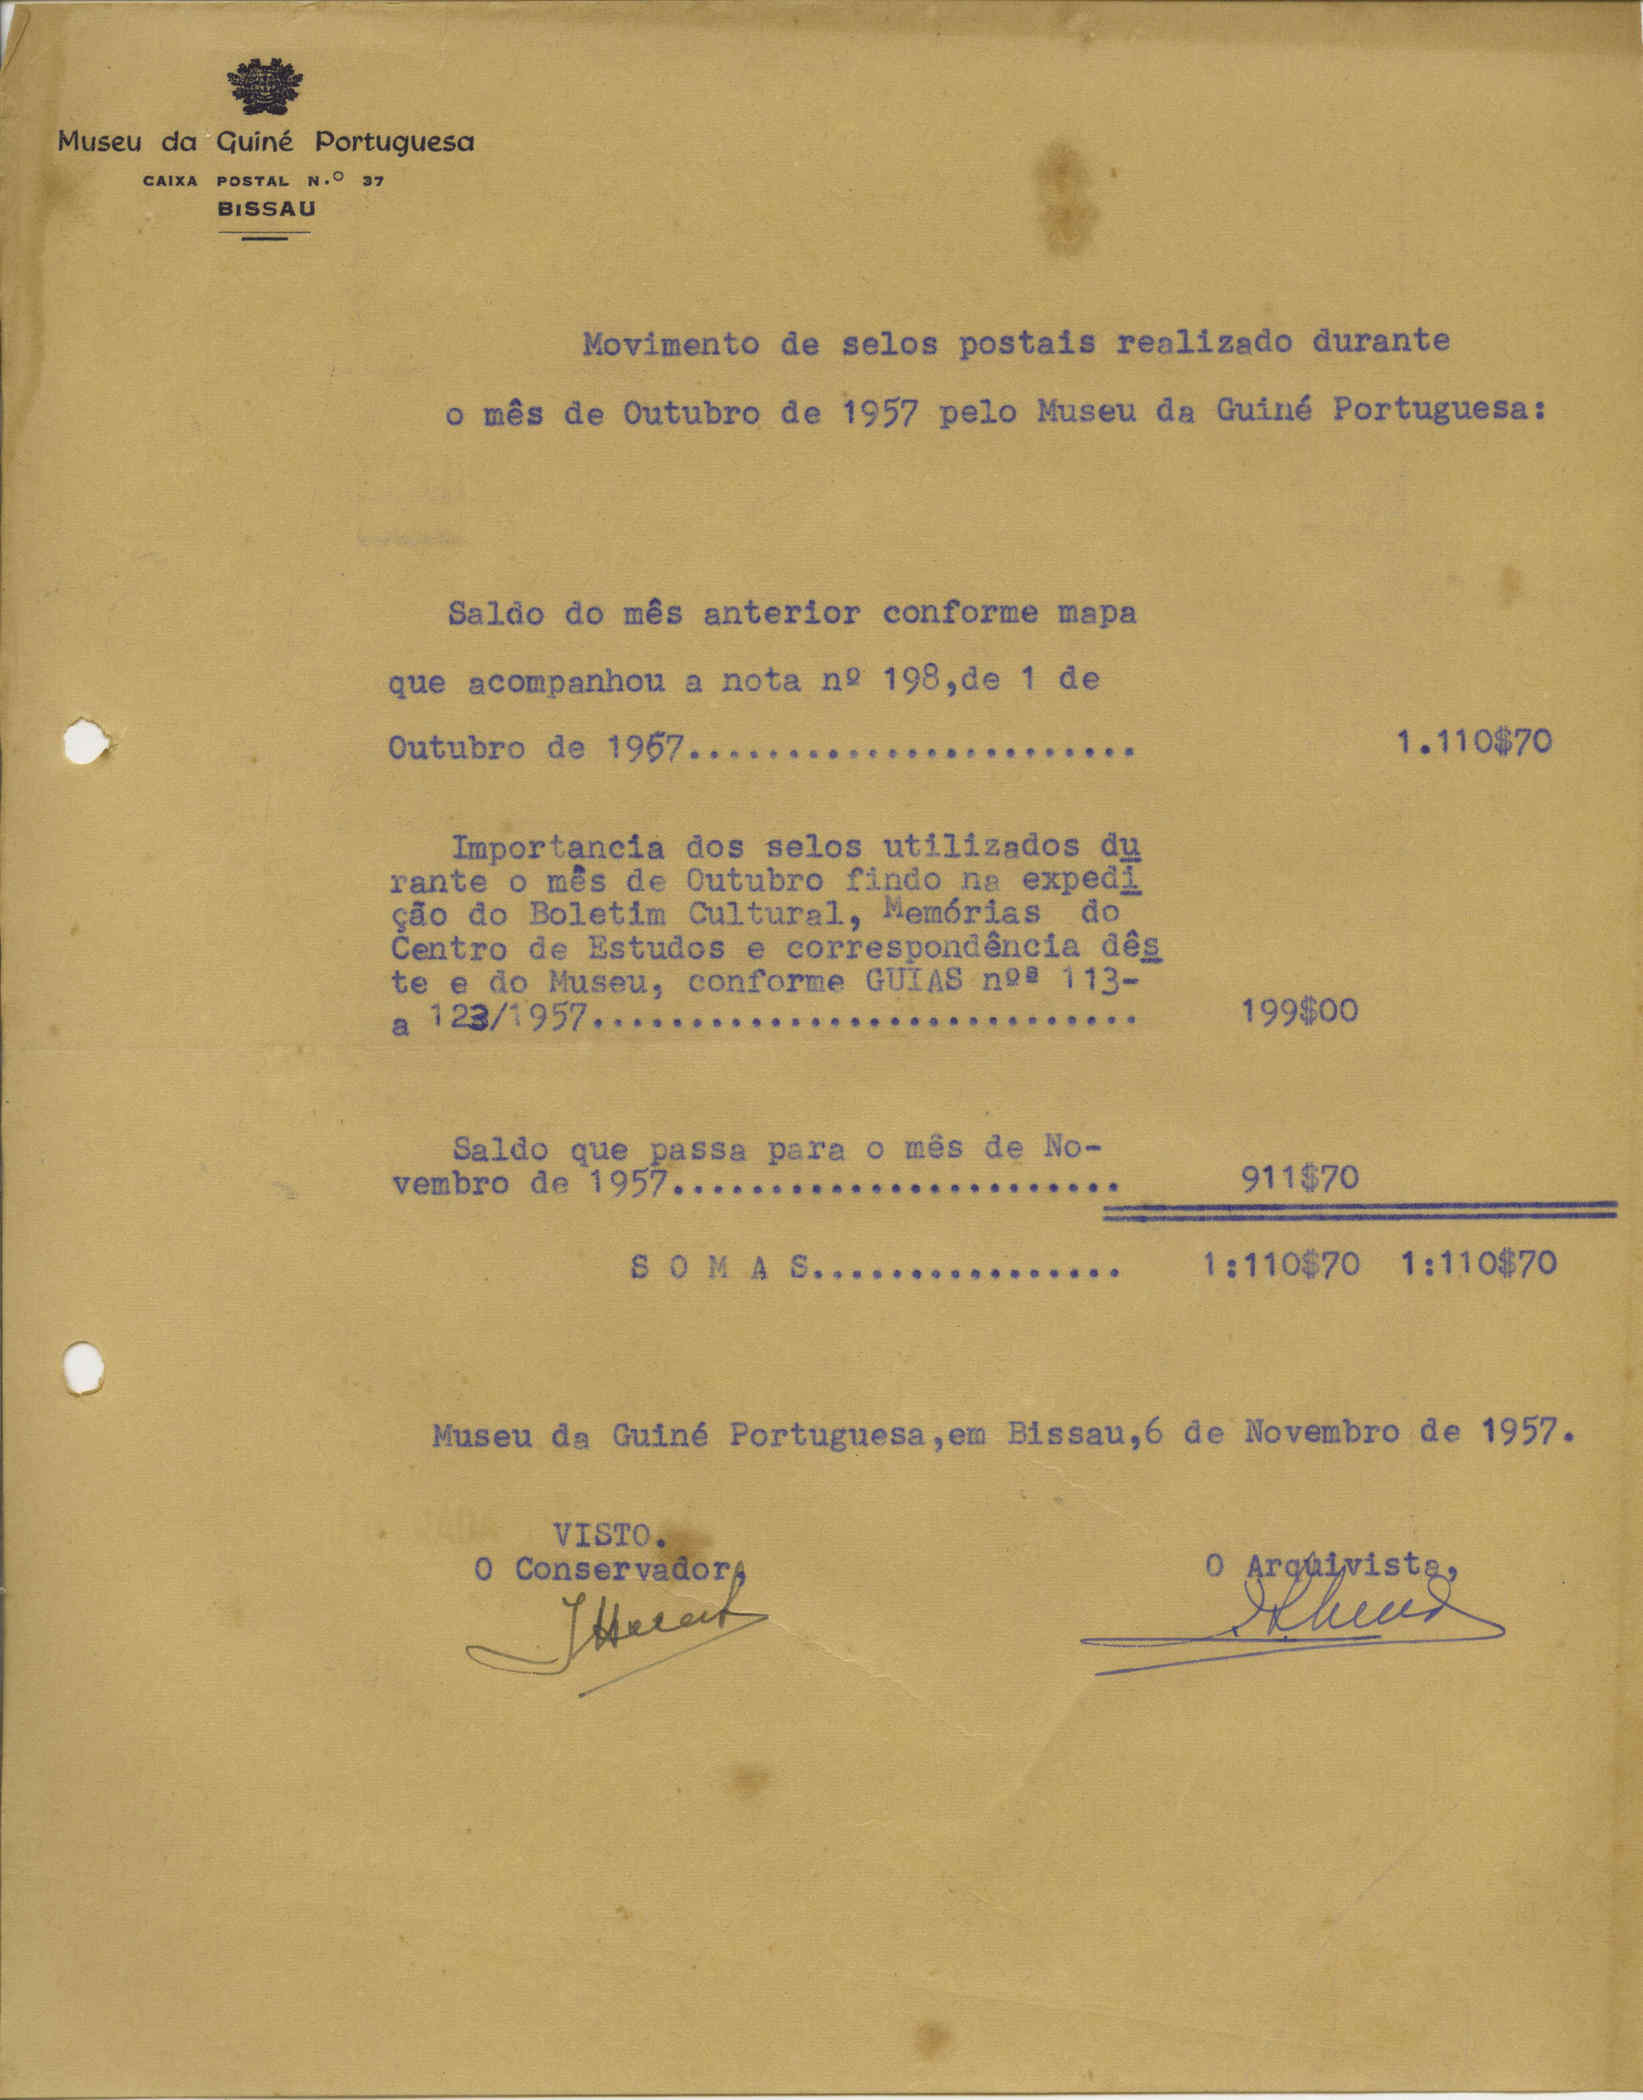 Museu da Guiné Portuguesa
CAIXA POSTAL N.º 37
BISSAU
Movimento de selos postais realizado durante
o mês de Outubro de 1957 pelo Museu da Guiné Portuguesa:
Saldo do mês anterior conforme mapa
que acompanhou a nota nº 198,de 1 de
Outubro de 1967....................... 1.110$70
Importancia dos selos utilizados du
rante o mês de Outubro findo na expedi
ção do Boletim Cultural, Memórias do
Centro de Estudos e correspondência dês
te e do Museu, conforme GUIAS nºª 113-
a 123/1957............................ 199$00
Saldo que passa para o mês de No-
vembro de 1957....................... 911$70
S O M A S................ 1:110$70 1:110$70
Museu da Guiné Portuguesa,em Bissau,6 de Novembro de 1957.
VISTO.
O Conservador,
O Arquivista,